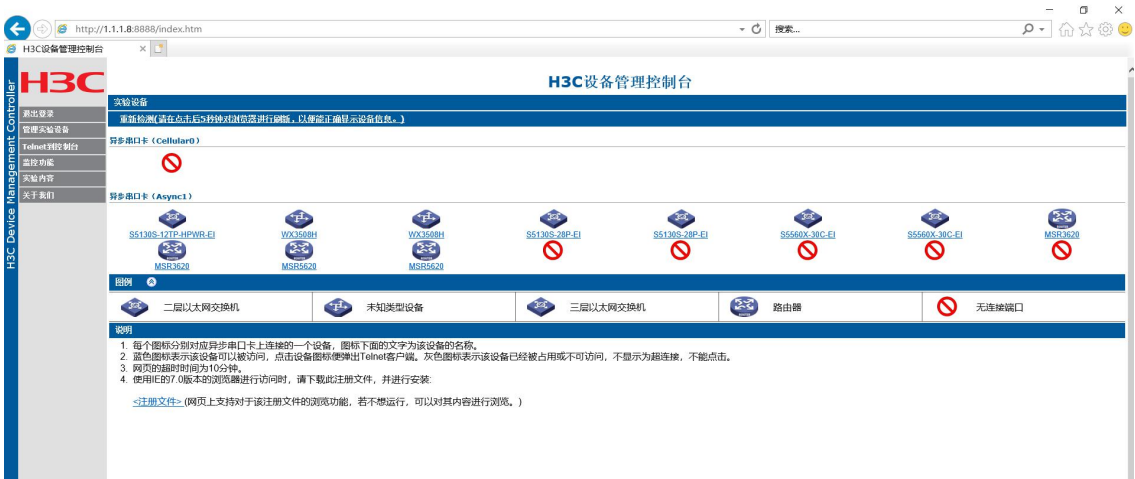 http://1.1.1.8:8888/index.htm
搜索...
H3C设备管理控制台
H3C Device Management Controller
H3C
退出登录
管理实验设备
Telnet到控制台
监控功能
实验内容
关于我们
H3C设备管理控制台
实验设备
重新检测(请在点击后5秒钟对浏览器进行刷新，以便能正确显示设备信息。)
异步串口卡（Cellular0）
异步串口卡（Async1）
S5130S-12TP-HPWR-EI WX3508H WX3508H S5130S-28P-EI S5130S-28P-EI S5560X-30C-EI S5560X-30C-EI MSR3620
MSR3620 MSR5620 MSR5620
图例
二层以太网交换机 未知类型设备 三层以太网交换机 路由器 无连接端口
说明
1. 每个图标分别对应异步串口卡上连接的一个设备，图标下面的文字为该设备的名称。
2. 蓝色图标表示该设备可以被访问，点击设备图标便弹出Telnet客户端。灰色图标表示该设备已经被占用或不可访问，不显示为超连接，不能点击。
3. 网页的超时时间为10分钟。
4. 使用IE的7.0版本的浏览器进行访问时，请下载此注册文件，并进行安装:
<注册文件> (网页上支持对于该注册文件的浏览功能，若不想运行，可以对其内容进行浏览。)